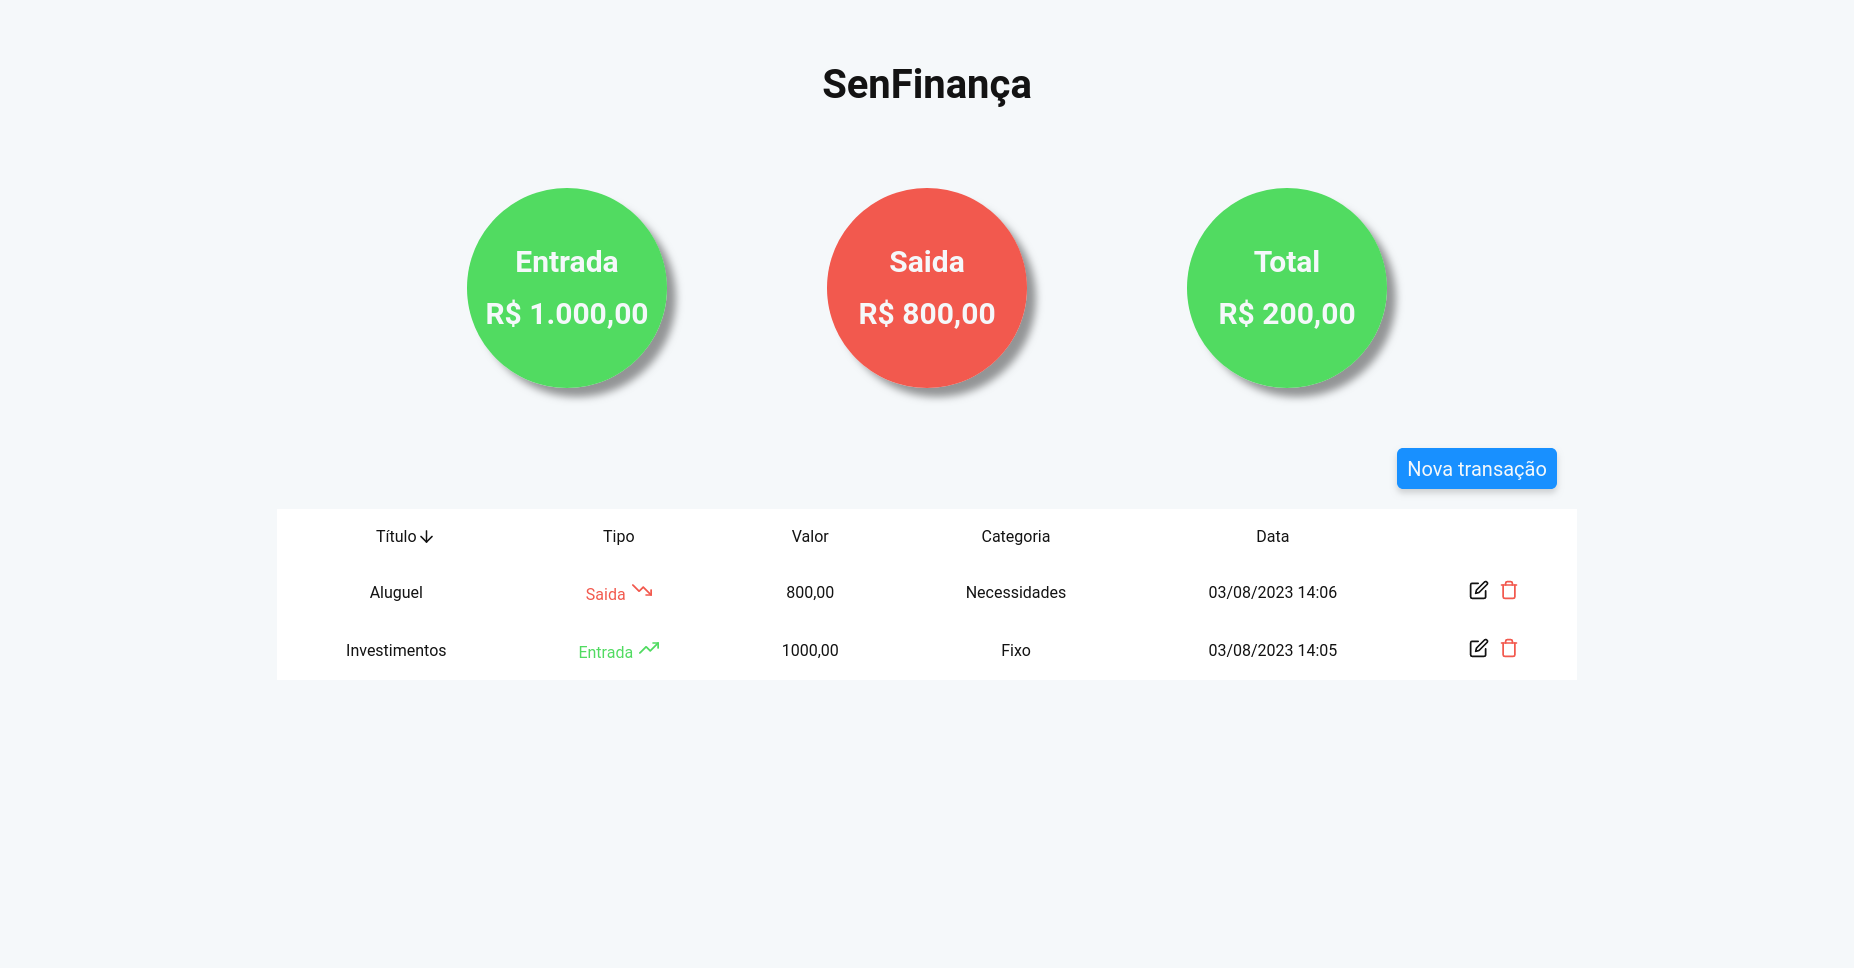 SenFinança
Entrada
R$ 1.000,00
Saida
R$ 800,00
Total
R$ 200,00
Nova transação
Título Tipo Valor Categoria Data
Aluguel Saida 800,00 Necessidades 03/08/2023 14:06
Investimentos Entrada 1000,00 Fixo 03/08/2023 14:05